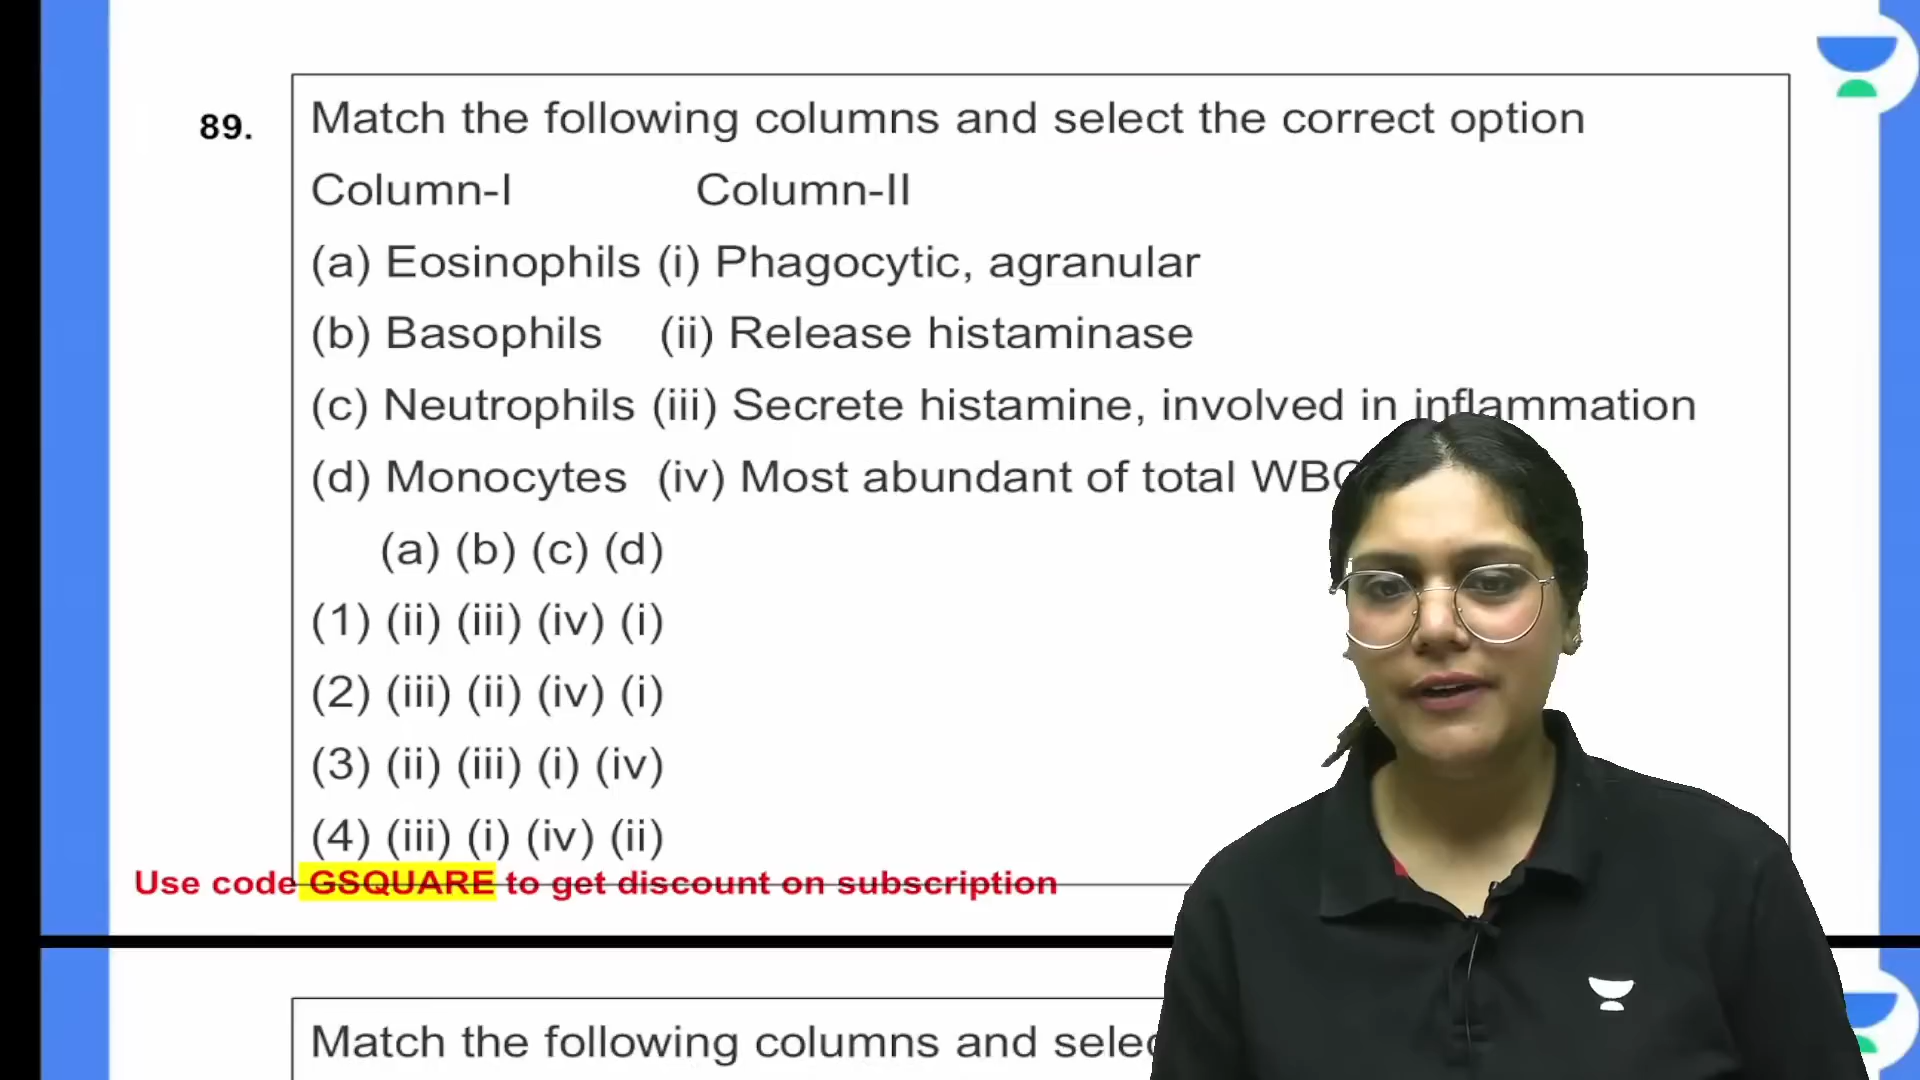 89.
Match the following columns and select the correct option
Column-I Column-II
(a) Eosinophils (i) Phagocytic, agranular
(b) Basophils (ii) Release histaminase
(c) Neutrophils (iii) Secrete histamine, involved in inflammation
(d) Monocytes (iv) Most abundant of total
(a) (b) (c) (d)
(1) (ii) (iii) (iv) (i)
(2) (iii) (ii) (iv) (i)
(3) (ii) (iii) (i) (iv)
(4) (iii) (i) (iv) (ii)
Use code GSQUARE to get discount on subscription
Match the following columns and